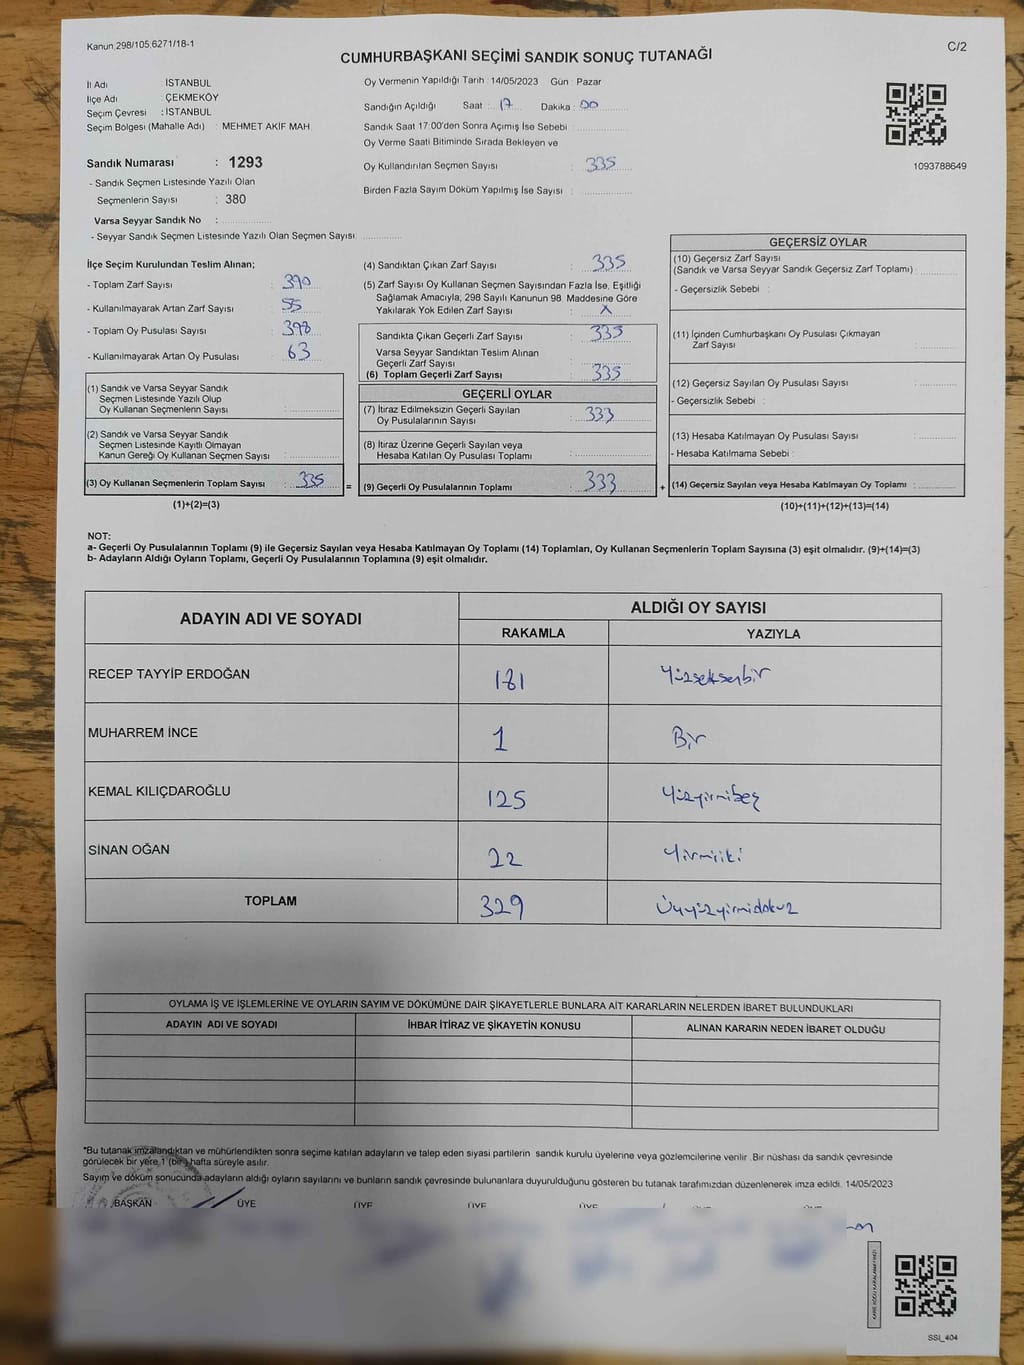 Kanun.298/105.6271/18-1
C/2
CUMHURBAŞKANI SEÇİMİ SANDIK SONUÇ TUTANAĞI
İl Adı : İSTANBUL
İlçe Adı : ÇEKMEKÖY
Seçim Çevresi : İSTANBUL
Seçim Bölgesi (Mahalle Adı) : MEHMET AKİF MAH.
Sandık Numarası : 1293
- Sandık Seçmen Listesinde Yazılı Olan
Seçmenlerin Sayısı : 380
Varsa Seyyar Sandık No :
- Seyyar Sandık Seçmen Listesinde Yazılı Olan Seçmen Sayısı:
Oy Vermenin Yapıldığı Tarih : 14/05/2023 Gün : Pazar
Sandığın Açıldığı Saat : 17 Dakika : 00
Sandık Saat 17:00'den Sonra Açımış İse Sebebi :
Oy Verme Saati Bitiminde Sırada Bekleyen ve
Oy Kullandırılan Seçmen Sayısı : 335
Birden Fazla Sayım Döküm Yapılmış İse Sayısı :
1093788649
İlçe Seçim Kurulundan Teslim Alınan;
- Toplam Zarf Sayısı : 390
- Kullanılmayarak Artan Zarf Sayısı : 55
- Toplam Oy Pusulası Sayısı : 398
- Kullanılmayarak Artan Oy Pusulası : 63
(1) Sandık ve Varsa Seyyar Sandık
Seçmen Listesinde Yazılı Olup
Oy Kullanan Seçmenlerin Sayısı :
(2) Sandık ve Varsa Seyyar Sandık
Seçmen Listesinde Kayıtlı Olmayan
Kanun Gereği Oy Kullanan Seçmen Sayısı :
(3) Oy Kullanan Seçmenlerin Toplam Sayısı : 335
(1)+(2)=(3)
(4) Sandıktan Çıkan Zarf Sayısı : 335
(5) Zarf Sayısı Oy Kullanan Seçmen Sayısından Fazla İse, Eşitliği
Sağlamak Amacıyla, 298 Sayılı Kanunun 98. Maddesine Göre
Yakılarak Yok Edilen Zarf Sayısı : X
Sandıkta Çıkan Geçerli Zarf Sayısı : 335
Varsa Seyyar Sandıktan Teslim Alınan
Geçerli Zarf Sayısı :
(6) Toplam Geçerli Zarf Sayısı : 335
GEÇERLİ OYLAR
(7) İtiraz Edilmeksizin Geçerli Sayılan
Oy Pusulalarının Sayısı : 333
(8) İtiraz Üzerine Geçerli Sayılan veya
Hesaba Katılan Oy Pusulası Toplamı :
= (9) Geçerli Oy Pusulalarının Toplamı : 333 +
GEÇERSİZ OYLAR
(10) Geçersiz Zarf Sayısı
(Sandık ve Varsa Seyyar Sandık Geçersiz Zarf Toplamı) :
- Geçersizlik Sebebi :
(11) İçinden Cumhurbaşkanı Oy Pusulası Çıkmayan
Zarf Sayısı :
(12) Geçersiz Sayılan Oy Pusulası Sayısı :
- Geçersizlik Sebebi :
(13) Hesaba Katılmayan Oy Pusulası Sayısı :
- Hesaba Katılmama Sebebi :
(14) Geçersiz Sayılan veya Hesaba Katılmayan Oy Toplamı :
(10)+(11)+(12)+(13)=(14)
NOT:
a- Geçerli Oy Pusulalarının Toplamı (9) ile Geçersiz Sayılan veya Hesaba Katılmayan Oy Toplamı (14) Toplamları, Oy Kullanan Seçmenlerin Toplam Sayısına (3) eşit olmalıdır. (9)+(14)=(3)
b- Adayların Aldığı Oyların Toplamı, Geçerli Oy Pusulalarının Toplamına (9) eşit olmalıdır.
ADAYIN ADI VE SOYADI ALDIĞI OY SAYISI
RAKAMLA YAZIYLA
RECEP TAYYİP ERDOĞAN 181 Yüzseksenbir
MUHARREM İNCE 1 Bir
KEMAL KILIÇDAROĞLU 125 Yüzyirmibeş
SİNAN OĞAN 22 Yirmiiki
TOPLAM 329 Üçyüzyirmidokuz
OYLAMA İŞ VE İŞLEMLERİNE VE OYLARIN SAYIM VE DÖKÜMÜNE DAİR ŞİKAYETLERLE BUNLARA AİT KARARLARIN NELERDEN İBARET BULUNDUKLARI
ADAYIN ADI VE SOYADI İHBAR İTİRAZ VE ŞİKAYETİN KONUSU ALINAN KARARIN NEDEN İBARET OLDUĞU
*Bu tutanak imzalandıktan ve mühürlendikten sonra seçime katılan adayların ve talep eden siyasi partilerin sandık kurulu üyelerine veya gözlemcilerine verilir. Bir nüshası da sandık çevresinde
görülecek bir yere 1 (bir) hafta süreyle asılır.
Sayım ve döküm sonucunda adayların aldığı oyların sayılarını ve bunların sandık çevresinde bulunanlara duyurulduğunu gösteren bu tutanak tarafımızdan düzenlenerek imza edildi. 14/05/2023
BAŞKAN ÜYE ÜYE ÜYE ÜYE
SSI_404